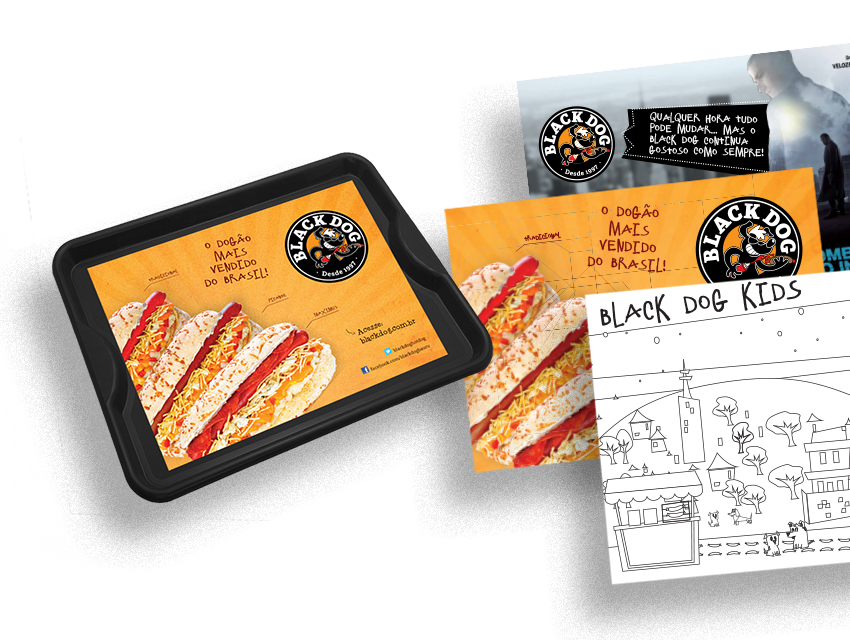 BLACK DOG
Desde 1997
QUALQUER HORA TUDO
PODE MUDAR... MAS O
BLACK DOG CONTINUA
GOSTOSO COMO SEMPRE!
O DOGÃO
MAIS
VENDIDO
DO BRASIL!
BLACK DOG
Desde 1997
TRADICIONAL
Acesse:
blackdog.com.br
O DOGÃO
MAIS
VENDIDO
DO BRASIL!
TRADICIONAL
BLACK DOG
BLACK DOG KIDS